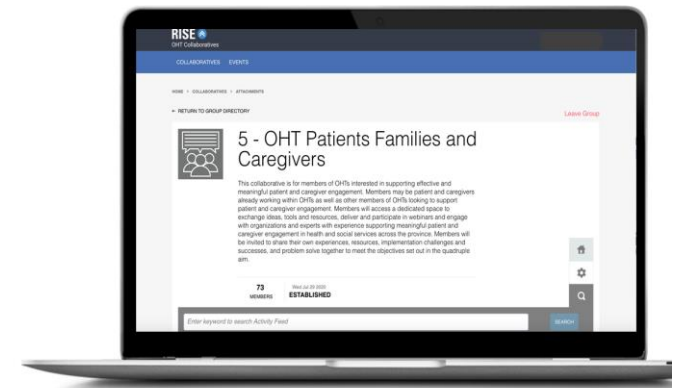 RISE
OHT Collaboratives
COLLABORATIVES EVENTS
HOME > COLLABORATIVES > ATTACHMENTS
← RETURN TO GROUP DIRECTORY
Leave Group
5 - OHT Patients Families and
Caregivers
This collaborative is for members of OHTs interested in supporting effective and
meaningful patient and caregiver engagement. Members may be patient and caregivers
already working within OHTs as well as other members of OHTs looking to support
patient and caregiver engagement. Members will access a dedicated space to
exchange ideas, tools and resources, deliver and participate in webinars and engage
with organizations and experts with experience supporting meaningful patient and
caregiver engagement in health and social services across the province. Members will
be invited to share their own experiences, resources, implementation challenges and
successes, and problem solve together to meet the objectives set out in the quadruple
aim.
73
MEMBERS
Wed Jul 29 2020
ESTABLISHED
Enter keyword to search Activity Feed
SEARCH